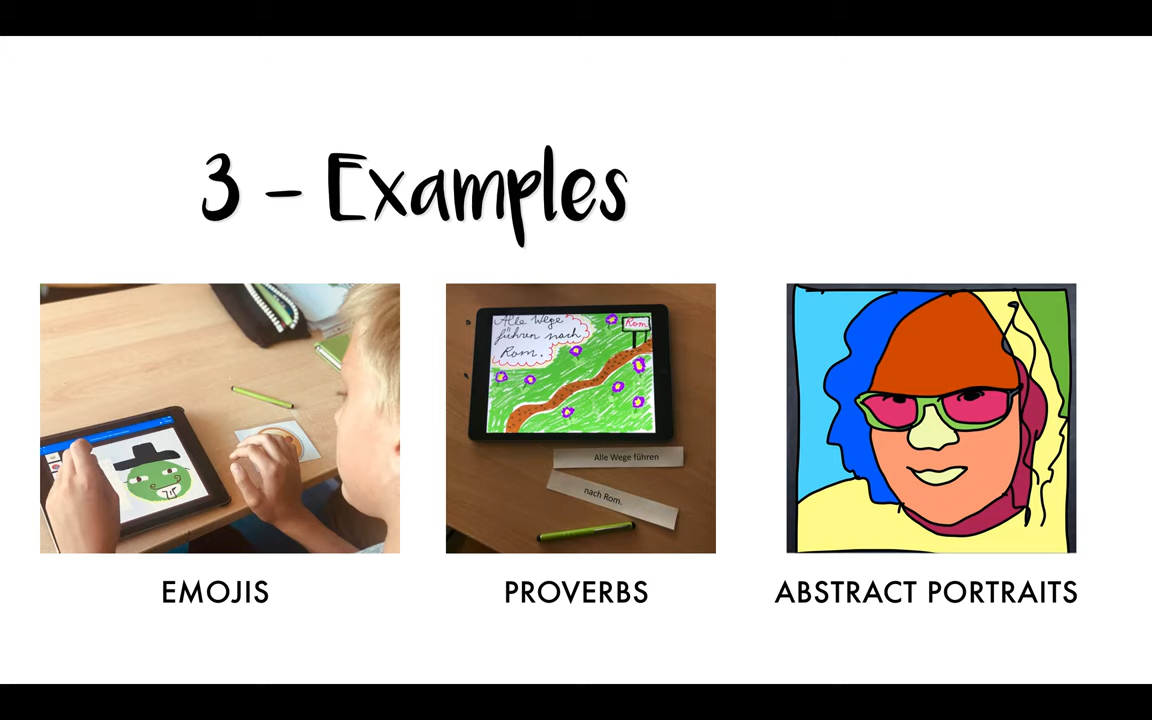 3 - Examples
Alle Wege
führen nach
Rom.
Rom
Alle Wege führen
nach Rom.
EMOJIS
PROVERBS
ABSTRACT PORTRAITS